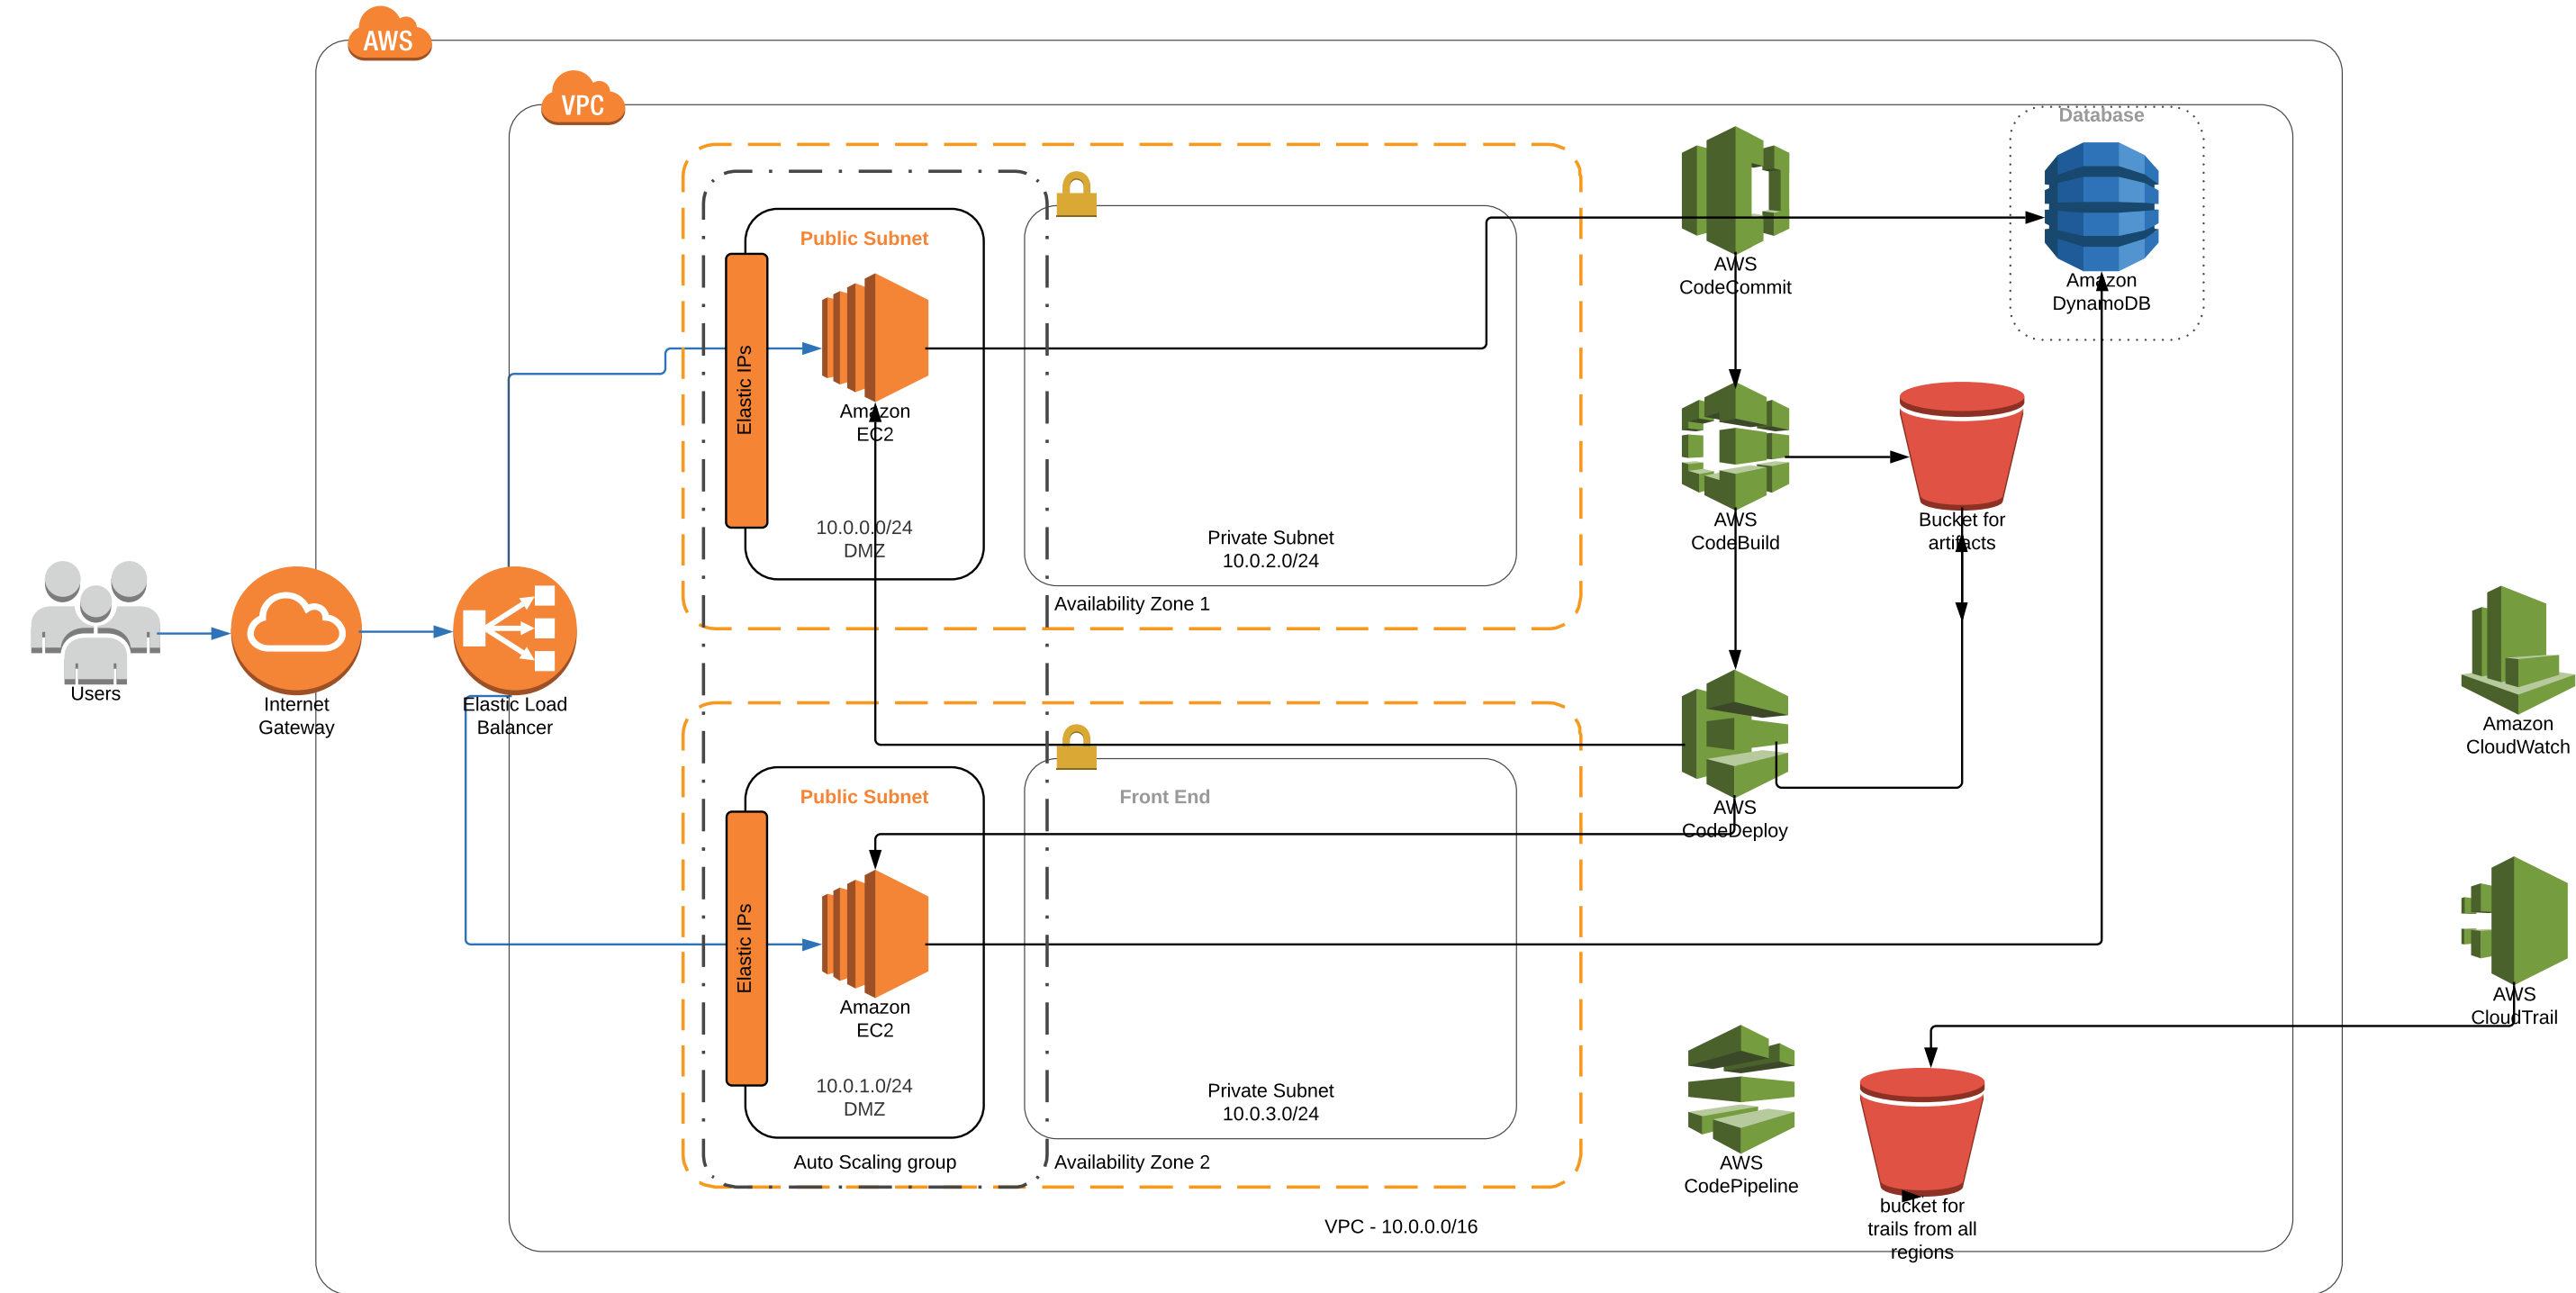 AWS
VPC
Database
Public Subnet
Elastic IPs
Amazon
EC2
10.0.0.0/24
DMZ
Private Subnet
10.0.2.0/24
Availability Zone 1
AWS
CodeCommit
Amazon
DynamoDB
AWS
CodeBuild
Bucket for
artifacts
Users
Internet
Gateway
Elastic Load
Balancer
Amazon
CloudWatch
Public Subnet
Front End
AWS
CodeDeploy
Elastic IPs
Amazon
EC2
10.0.1.0/24
DMZ
Private Subnet
10.0.3.0/24
AWS
CloudTrail
Auto Scaling group
Availability Zone 2
AWS
CodePipeline
bucket for
trails from all
regions
VPC - 10.0.0.0/16